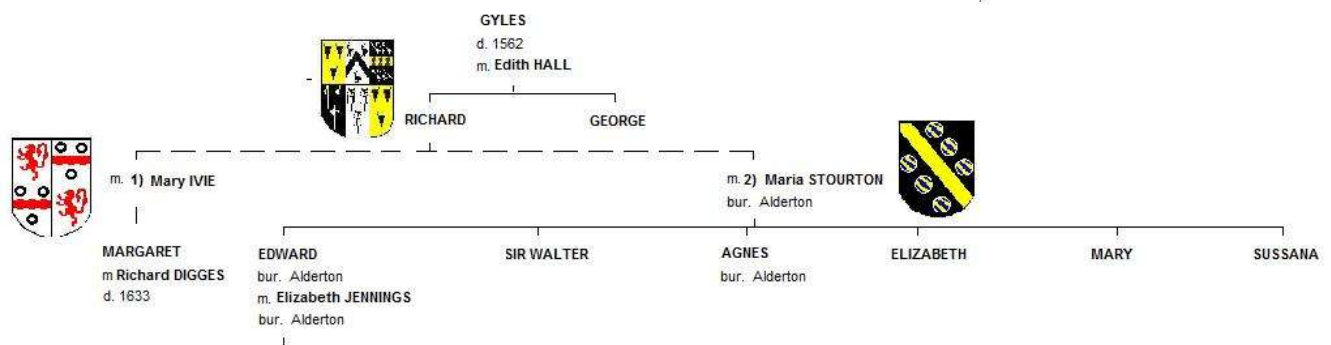 GYLES
d. 1562
m. Edith HALL
RICHARD
GEORGE
m. 1) Mary IVIE
m. 2) Maria STOURTON
bur. Alderton
MARGARET
m Richard DIGGES
d. 1633
EDWARD
bur. Alderton
m. Elizabeth JENNINGS
bur. Alderton
SIR WALTER
AGNES
bur. Alderton
ELIZABETH
MARY
SUSSANA